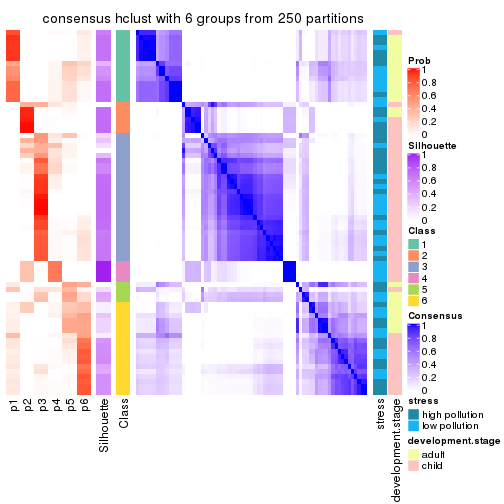 consensus hclust with 6 groups from 250 partitions
Prob
1
0.8
0.6
0.4
0.2
0
Silhouette
1
0.8
0.6
0.4
0.2
0
Class
1
2
3
4
5
6
Consensus
1
0.8
0.6
0.4
0.2
0
stress
high pollution
low pollution
development.stage
adult
child
p1
p2
p3
p4
p5
p6
Silhouette
Class
stress
development.stage